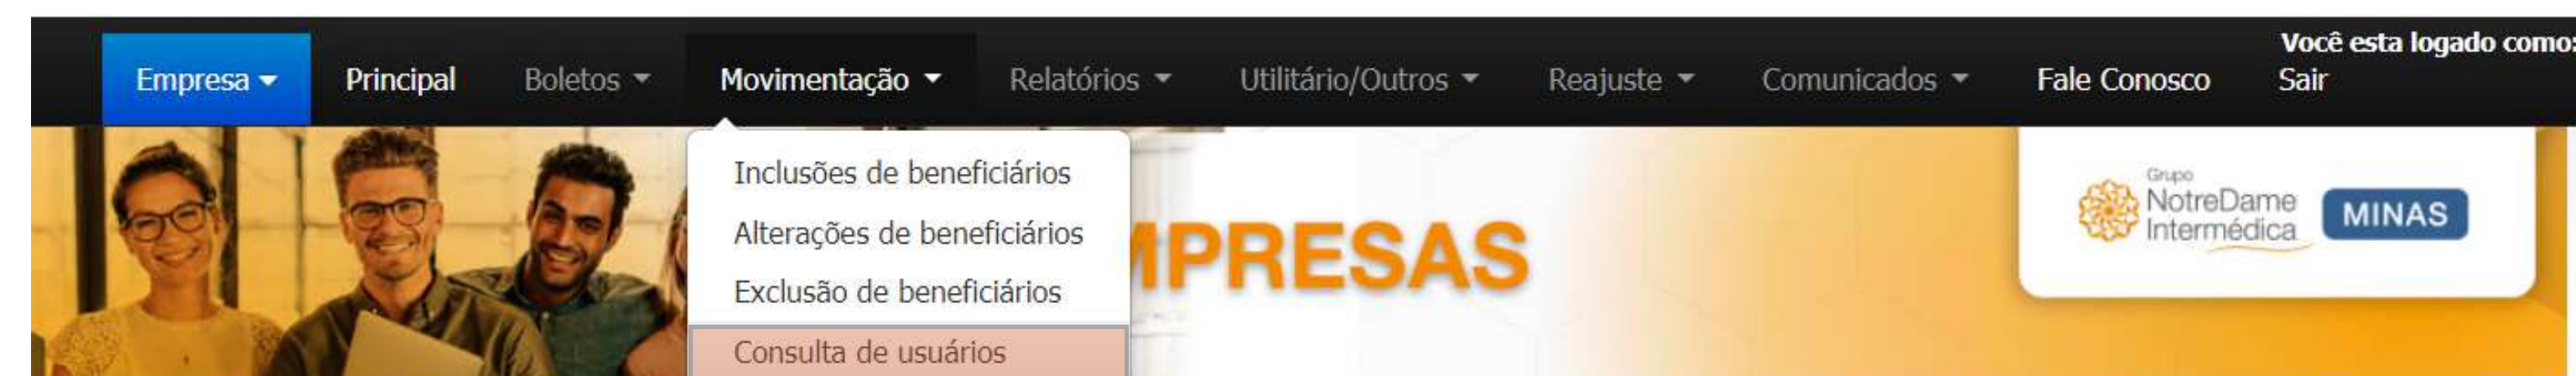 Você esta logado como:
Empresa Principal Boletos Movimentação Relatórios Utilitário/Outros Reajuste Comunicados Fale Conosco Sair
Inclusões de beneficiários
Alterações de beneficiários
Exclusão de beneficiários
Consulta de usuários
MPRESAS
Grupo
NotreDame
Intermédica
MINAS